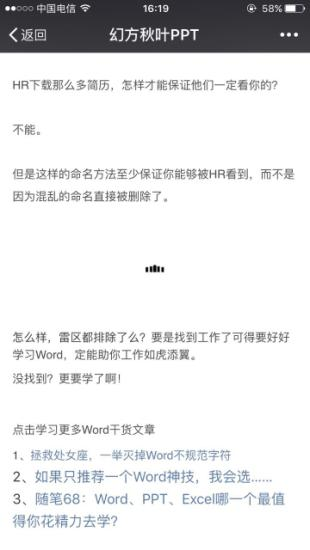 中国电信
16:19
58%
返回
幻方秋叶PPT
HR下载那么多简历，怎样才能保证他们一定看你的？
不能。
但是这样的命名方法至少保证你能够被HR看到，而不是
因为混乱的命名直接被删除了。
怎么样，雷区都排除了么？要是找到工作了可得要好好
学习Word，定能助你工作如虎添翼。
没找到？更要学了啊！
点击学习更多Word干货文章
1、拯救处女座，一举灭掉Word不规范字符
2、如果只推荐一个Word神技，我会选......
3、随笔68：Word、PPT、Excel哪一个最值
得你花精力去学？